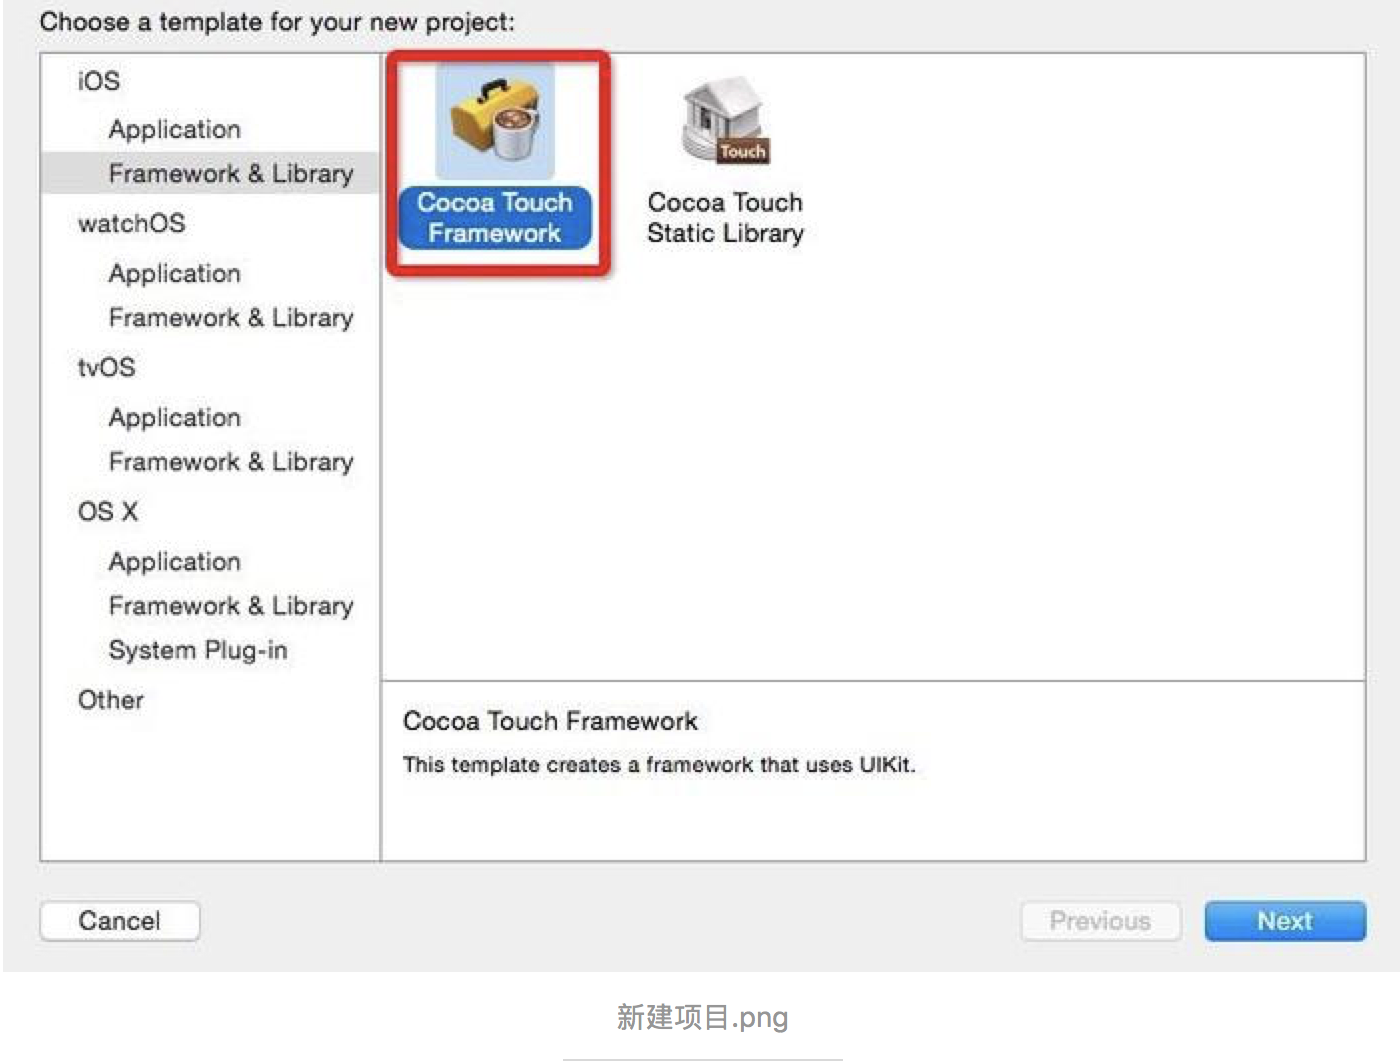 Choose a template for your new project:
iOS
Application
Framework & Library
watchOS
Application
Framework & Library
tvOS
Application
Framework & Library
OS X
Application
Framework & Library
System Plug-in
Other
Cocoa Touch
Framework
Touch
Cocoa Touch
Static Library
Cocoa Touch Framework
This template creates a framework that uses UIKit.
Cancel
Previous
Next
新建项目.png